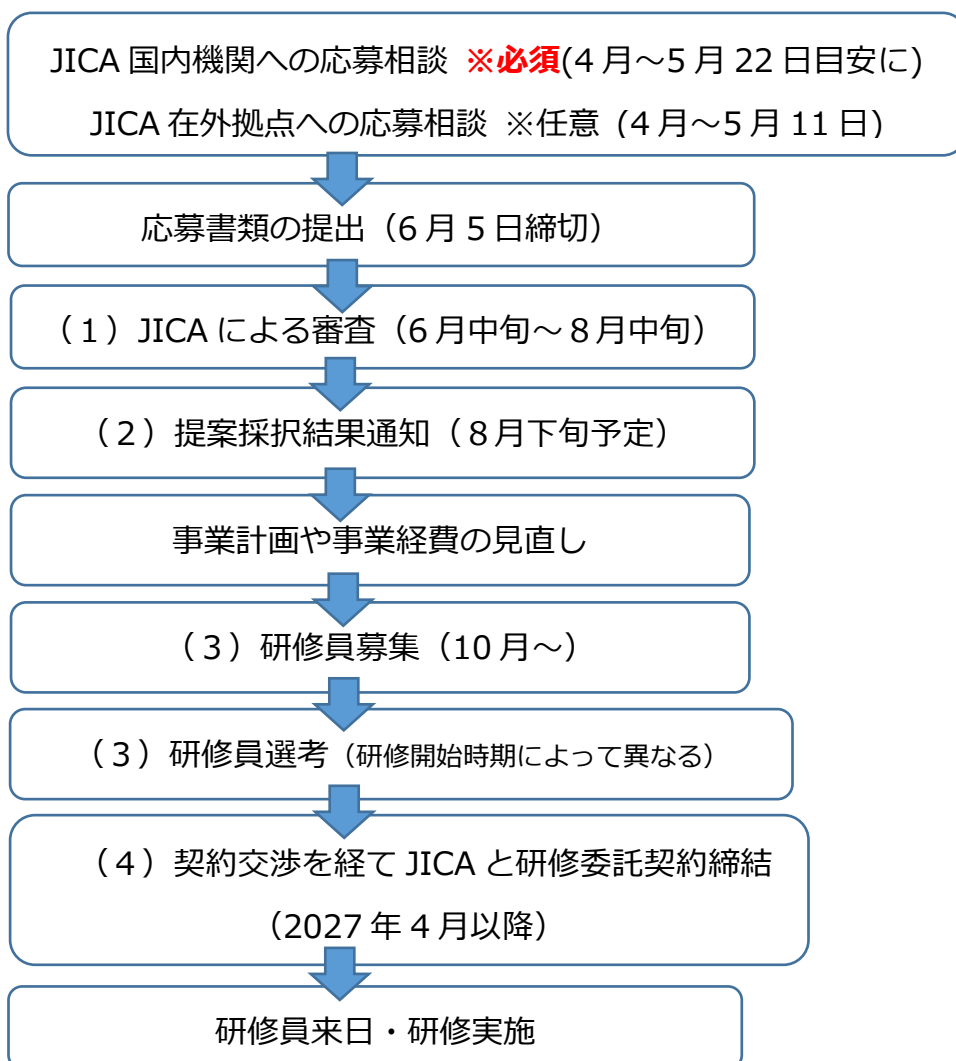 JICA 国内機関への応募相談 ※必須(4 月～5 月 22 日目安に)
JICA 在外拠点への応募相談 ※任意 (4 月～5 月 11 日)
応募書類の提出（6 月 5 日締切）
（１）JICA による審査（6 月中旬～８月中旬）
（２）提案採択結果通知（８月下旬予定）
事業計画や事業経費の見直し
（３）研修員募集（10 月～）
（３）研修員選考（研修開始時期によって異なる）
（４）契約交渉を経て JICA と研修委託契約締結
（2027 年 4 月以降）
研修員来日・研修実施